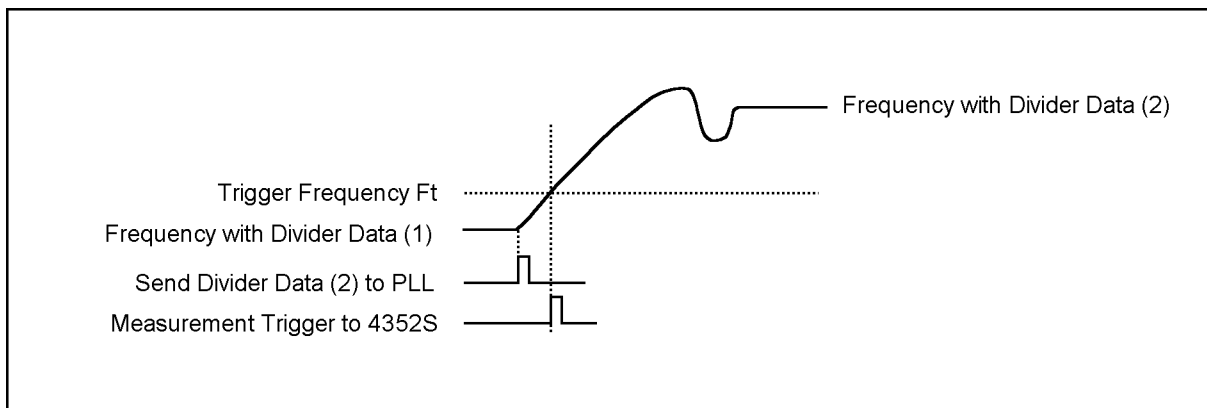 Frequency with Divider Data (2)
Trigger Frequency Ft
Frequency with Divider Data (1)
Send Divider Data (2) to PLL
Measurement Trigger to 4352S